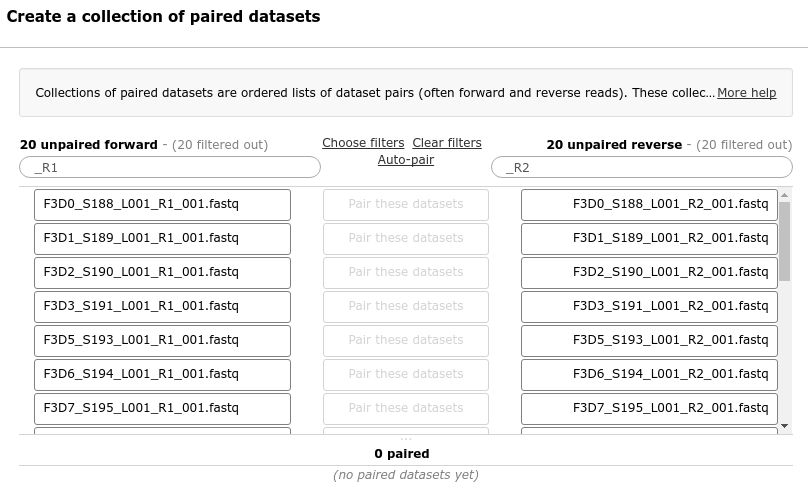 Create a collection of paired datasets
Collections of paired datasets are ordered lists of dataset pairs (often forward and reverse reads). These collec... More help
20 unpaired forward - (20 filtered out)
Choose filters Clear filters
20 unpaired reverse - (20 filtered out)
_R1
Auto-pair
_R2
F3D0_S188_L001_R1_001.fastq Pair these datasets F3D0_S188_L001_R2_001.fastq
F3D1_S189_L001_R1_001.fastq Pair these datasets F3D1_S189_L001_R2_001.fastq
F3D2_S190_L001_R1_001.fastq Pair these datasets F3D2_S190_L001_R2_001.fastq
F3D3_S191_L001_R1_001.fastq Pair these datasets F3D3_S191_L001_R2_001.fastq
F3D5_S193_L001_R1_001.fastq Pair these datasets F3D5_S193_L001_R2_001.fastq
F3D6_S194_L001_R1_001.fastq Pair these datasets F3D6_S194_L001_R2_001.fastq
F3D7_S195_L001_R1_001.fastq Pair these datasets F3D7_S195_L001_R2_001.fastq
0 paired
(no paired datasets yet)